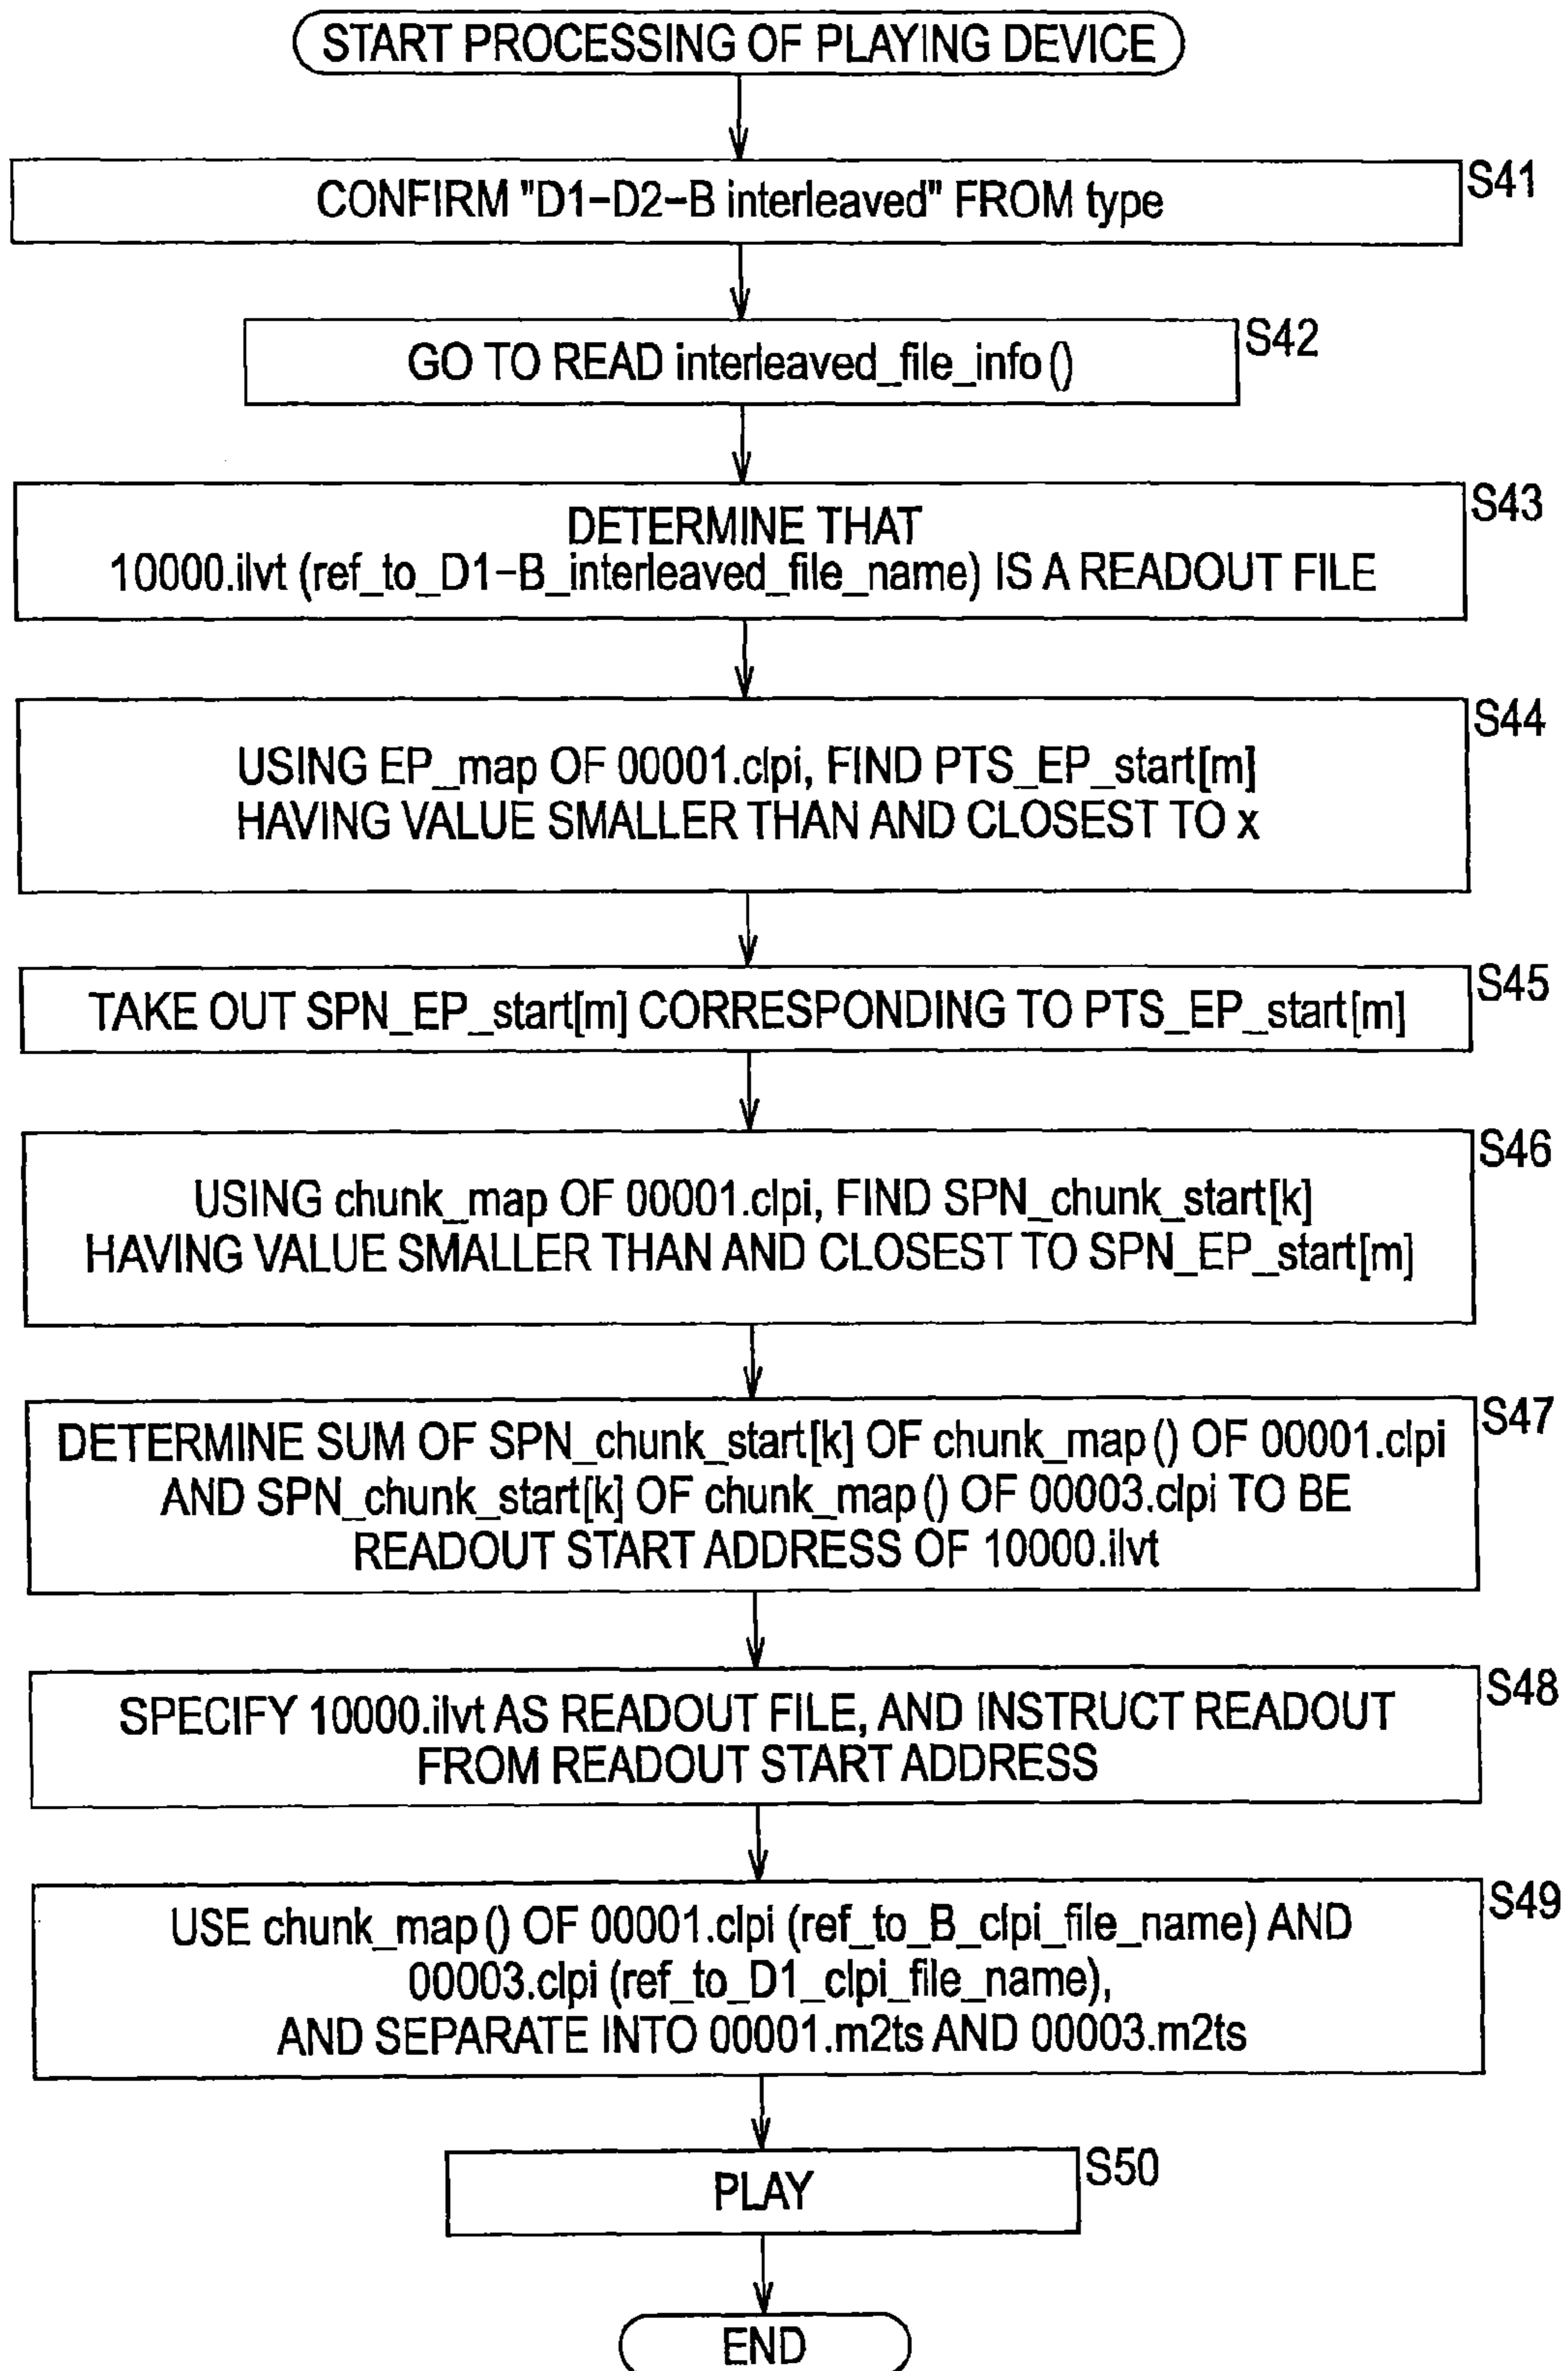 START PROCESSING OF PLAYING DEVICE
S41
CONFIRM "D1-D2-B interleaved" FROM type
S42
GO TO READ interleaved_file_info()
S43
DETERMINE THAT
10000.ilvt (ref_to_D1-B_interleaved_file_name) IS A READOUT FILE
S44
USING EP_map OF 00001.clpi, FIND PTS_EP_start[m]
HAVING VALUE SMALLER THAN AND CLOSEST TO x
S45
TAKE OUT SPN_EP_start[m] CORRESPONDING TO PTS_EP_start[m]
S46
USING chunk_map OF 00001.clpi, FIND SPN_chunk_start[k]
HAVING VALUE SMALLER THAN AND CLOSEST TO SPN_EP_start[m]
S47
DETERMINE SUM OF SPN_chunk_start[k] OF chunk_map() OF 00001.clpi
AND SPN_chunk_start[k] OF chunk_map() OF 00003.clpi TO BE
READOUT START ADDRESS OF 10000.ilvt
S48
SPECIFY 10000.ilvt AS READOUT FILE, AND INSTRUCT READOUT
FROM READOUT START ADDRESS
S49
USE chunk_map() OF 00001.clpi (ref_to_B_clpi_file_name) AND
00003.clpi (ref_to_D1_clpi_file_name),
AND SEPARATE INTO 00001.m2ts AND 00003.m2ts
S50
PLAY
END